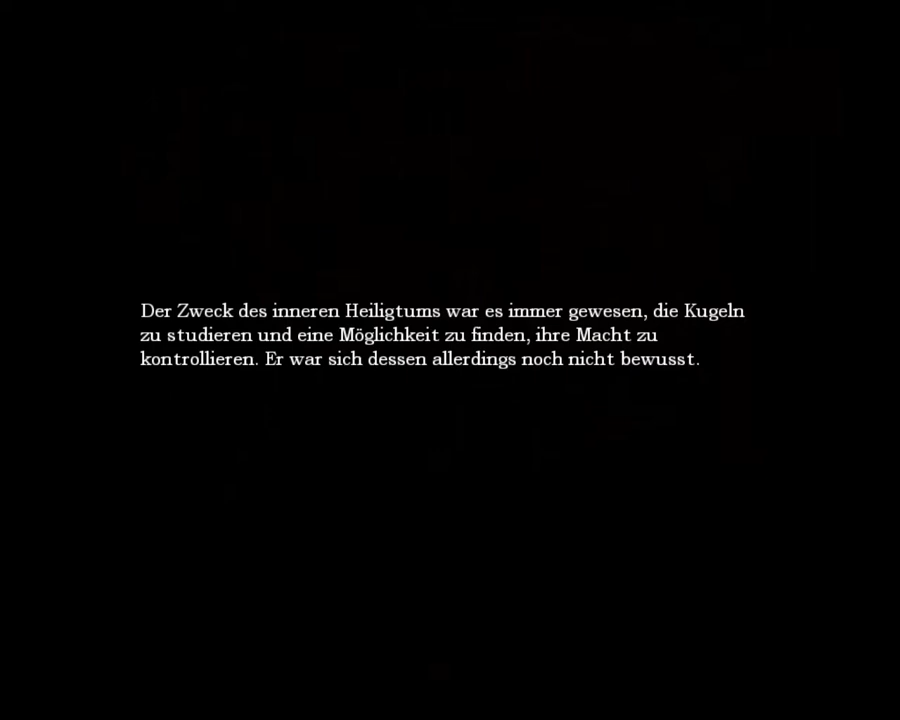 Der Zweck des inneren Heiligtums war es immer gewesen, die Kugeln
zu studieren und eine Möglichkeit zu finden, ihre Macht zu
kontrollieren. Er war sich dessen allerdings noch nicht bewusst.